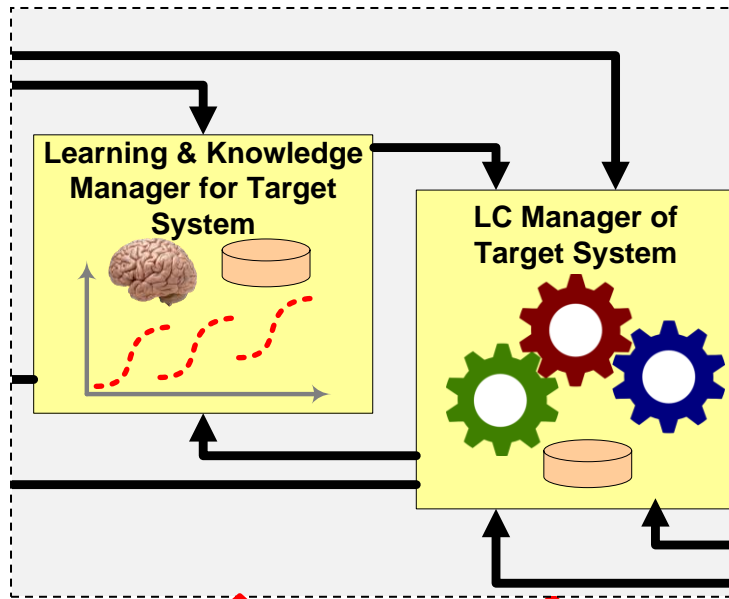 Learning & Knowledge
Manager for Target
System
LC Manager of
Target System